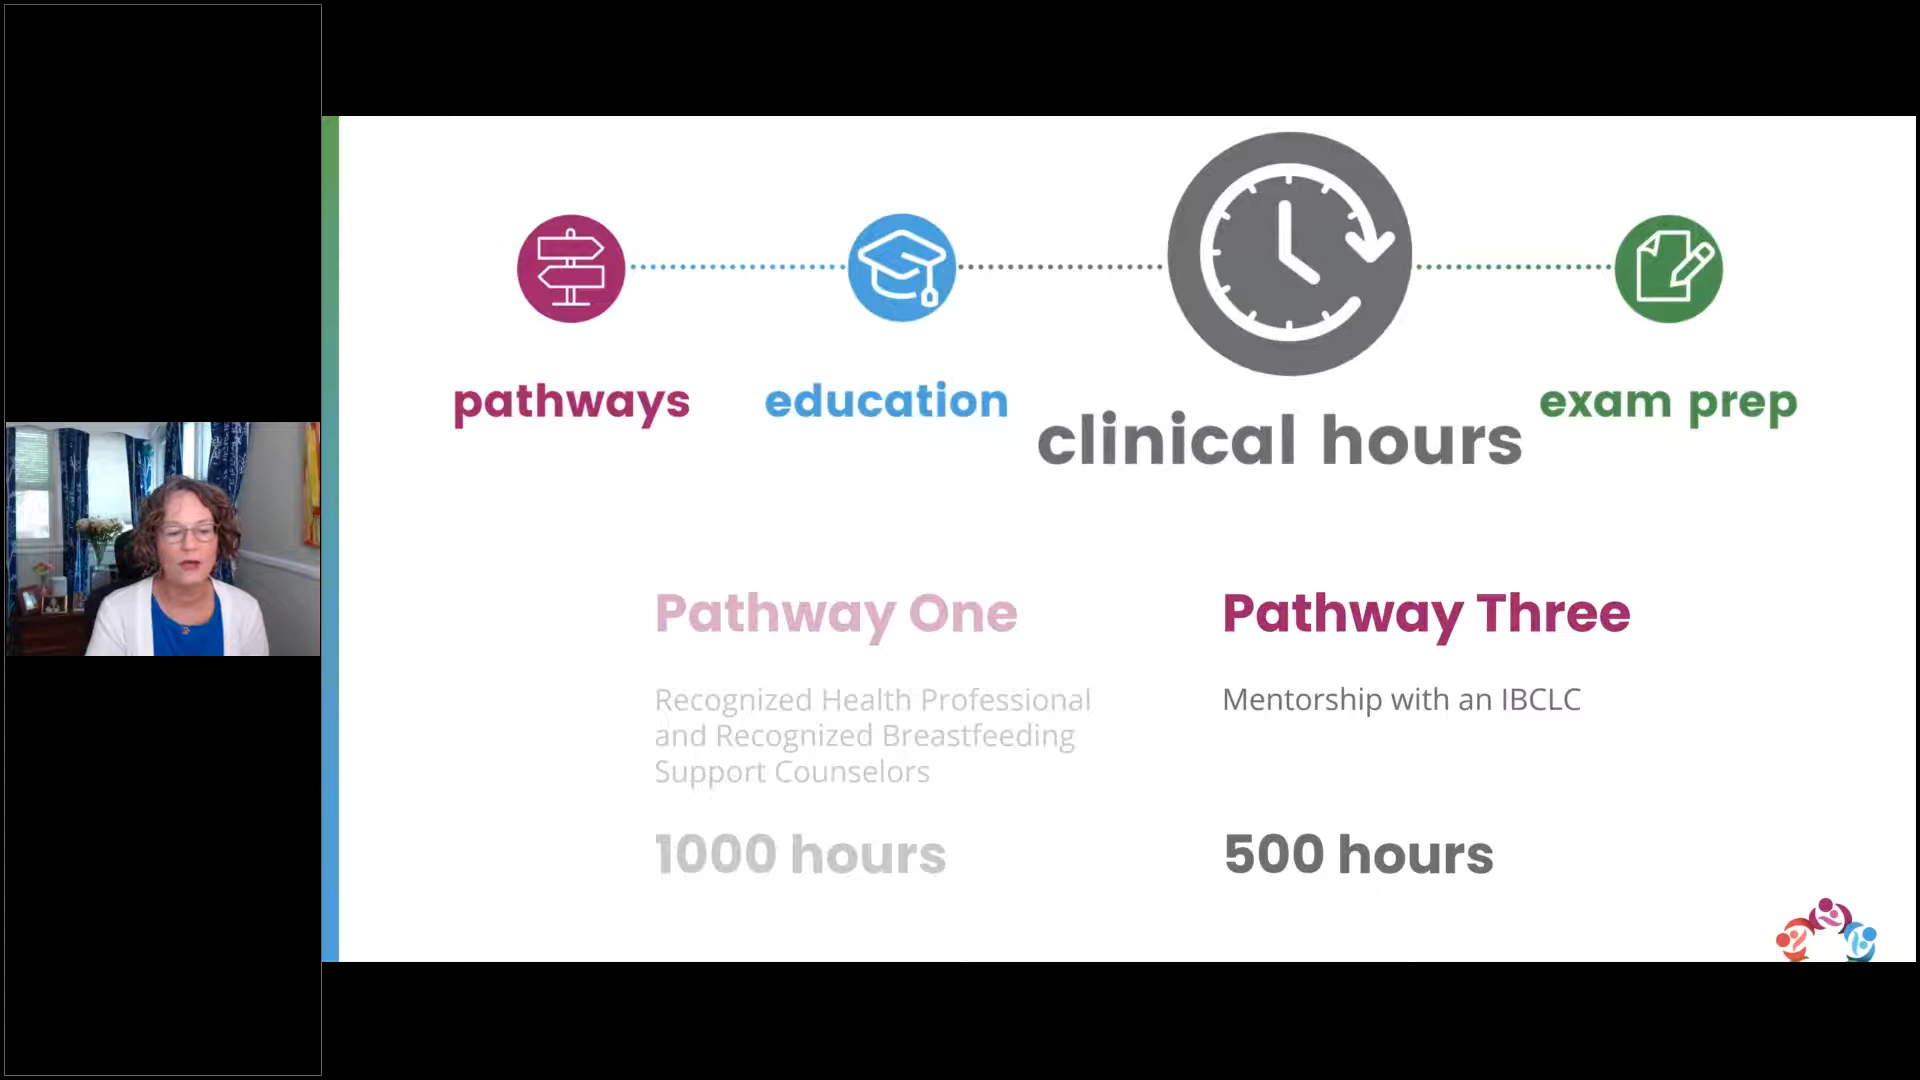 pathways
education
clinical hours
exam prep
Pathway One
Recognized Health Professional
and Recognized Breastfeeding
Support Counselors
1000 hours
Pathway Three
Mentorship with an IBCLC
500 hours